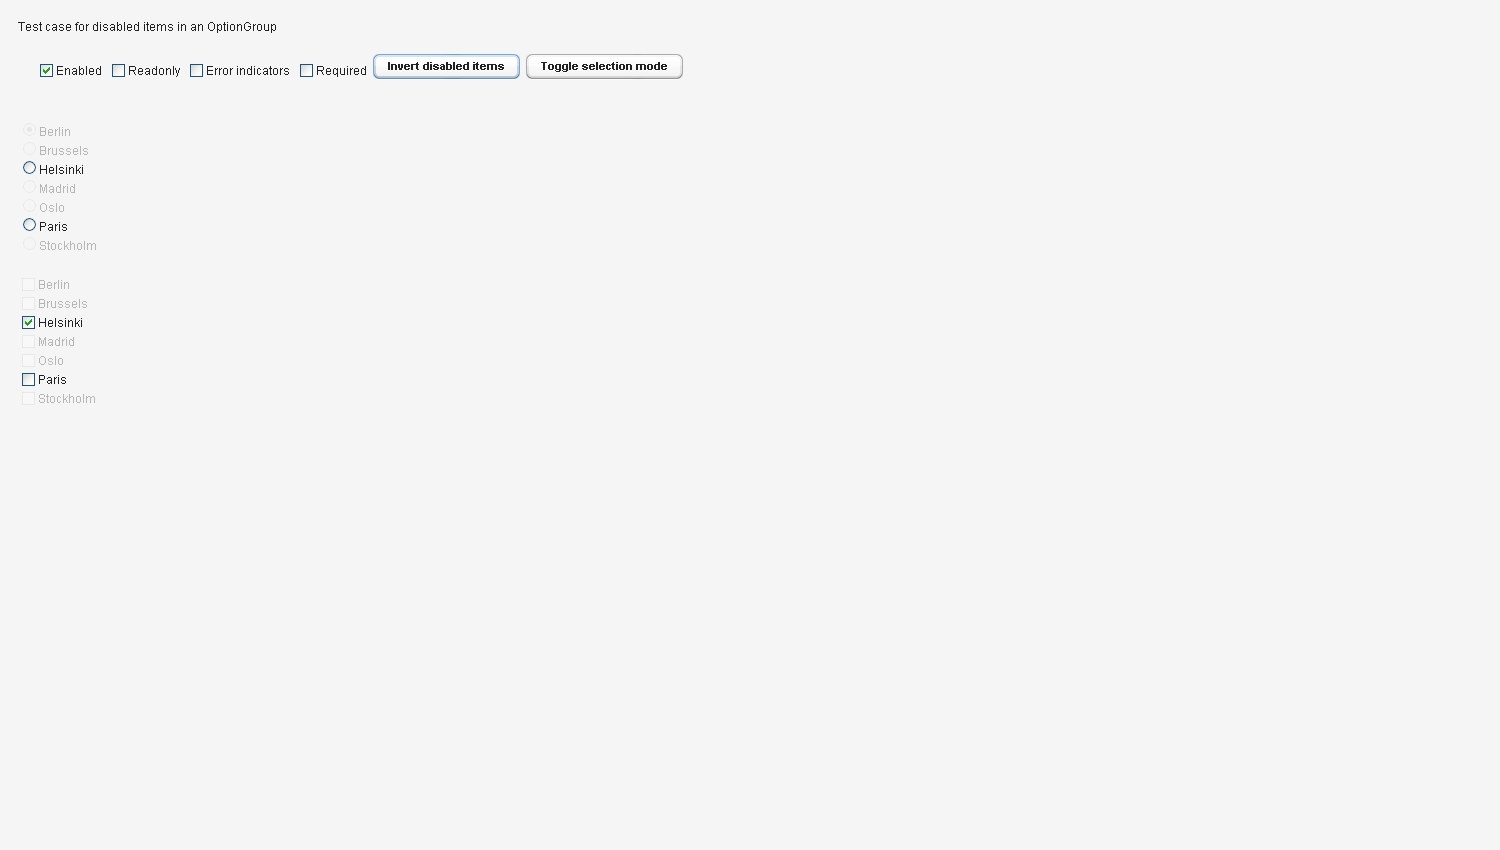 Test case for disabled items in an OptionGroup
Enabled Readonly Error indicators Required Invert disabled items Toggle selection mode
Berlin
Brussels
Helsinki
Madrid
Oslo
Paris
Stockholm
Berlin
Brussels
Helsinki
Madrid
Oslo
Paris
Stockholm